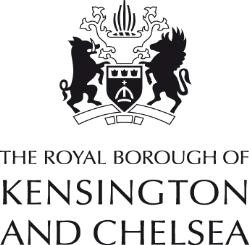 THE ROYAL BOROUGH OF
KENSINGTON
AND CHELSEA